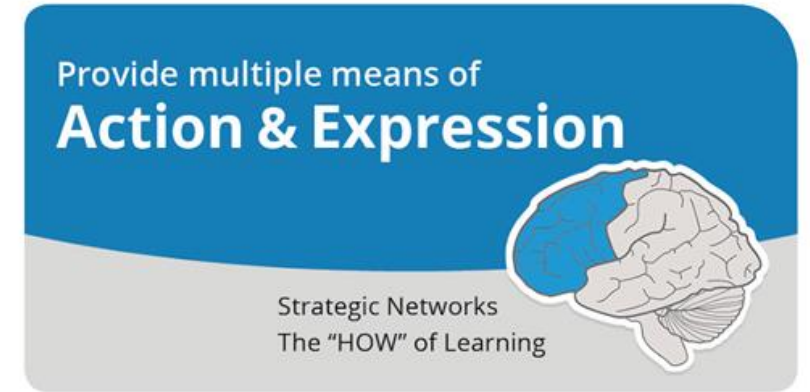 Provide multiple means of
Action & Expression
Strategic Networks
The “HOW” of Learning